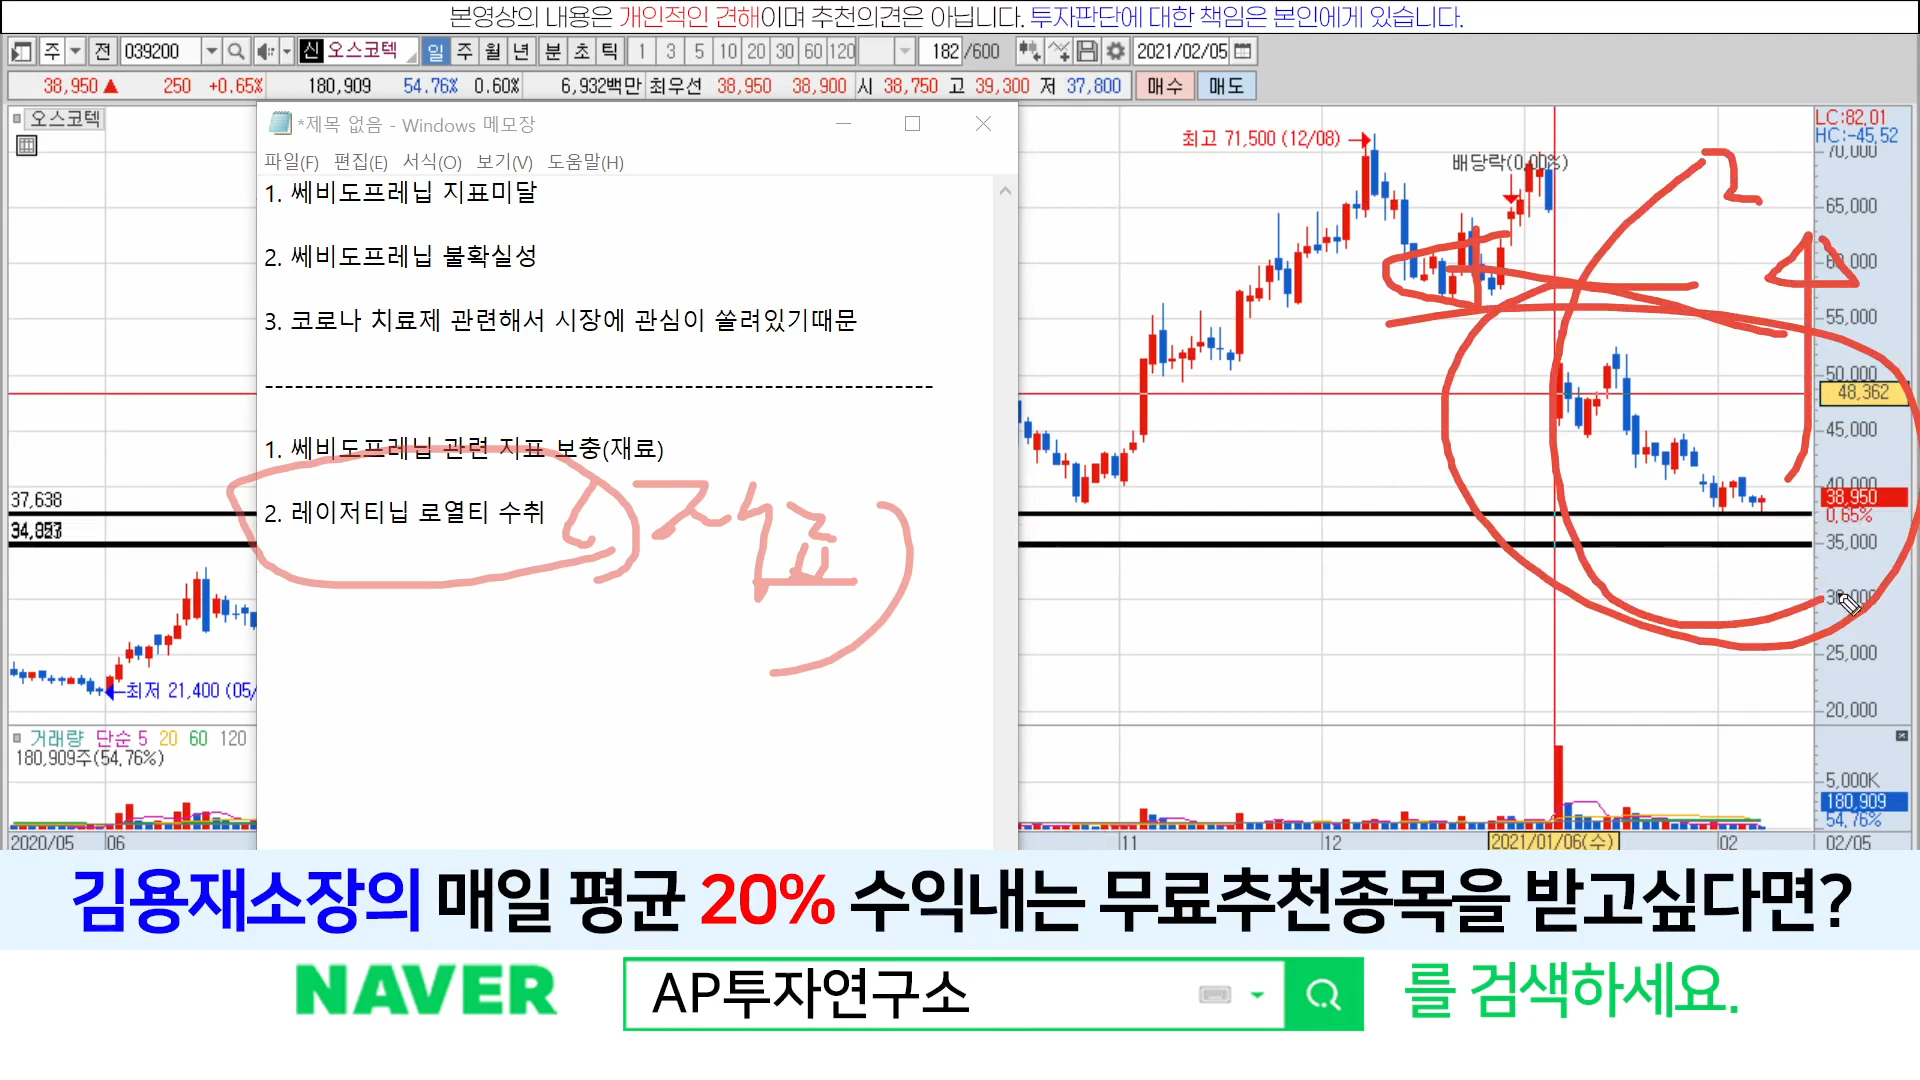 본영상의 내용은 개인적인 견해이며 추천의견은 아닙니다. 투자판단에 대한 책임은 본인에게 있습니다.
주 전 039200 신 오스코텍 일 주 월 년 분 초 틱 1 3 5 10 20 30 60 120 182 /600 2021/02/05
38,950 ▲ 250 +0.65% 180,909 54.76% 0.60% 6,932백만 최우선 38,950 38,900 시 38,750 고 39,300 저 37,800 매수 매도
오스코텍
*제목 없음 - Windows 메모장
파일(F) 편집(E) 서식(O) 보기(V) 도움말(H)
1. 쎄비도프레닙 지표미달
2. 쎄비도프레닙 불확실성
3. 코로나 치료제 관련해서 시장에 관심이 쏠려있기때문
--------------------------------------------------------------------
1. 쎄비도프레닙 관련 지표 보충(재료)
2. 레이저티닙 로열티 수취
최고 71,500 (12/08)
배당락(0,00%)
2
LC:82,01
HC:-45,52
70,000
65,000
60,000
55,000
50,000
48,362
45,000
40,000
38,950
0,65%
35,000
30,000
25,000
20,000
37,638
최저 21,400 (05/
거래량 단순 5 20 60 120
180,909주(54,76%)
5,000K
180,909
54,76%
2020/05 06 11 12 2021/01/06(수) 02 02/05
김용재소장의 매일 평균 20% 수익내는 무료추천종목을 받고싶다면?
NAVER AP투자연구소 를 검색하세요.